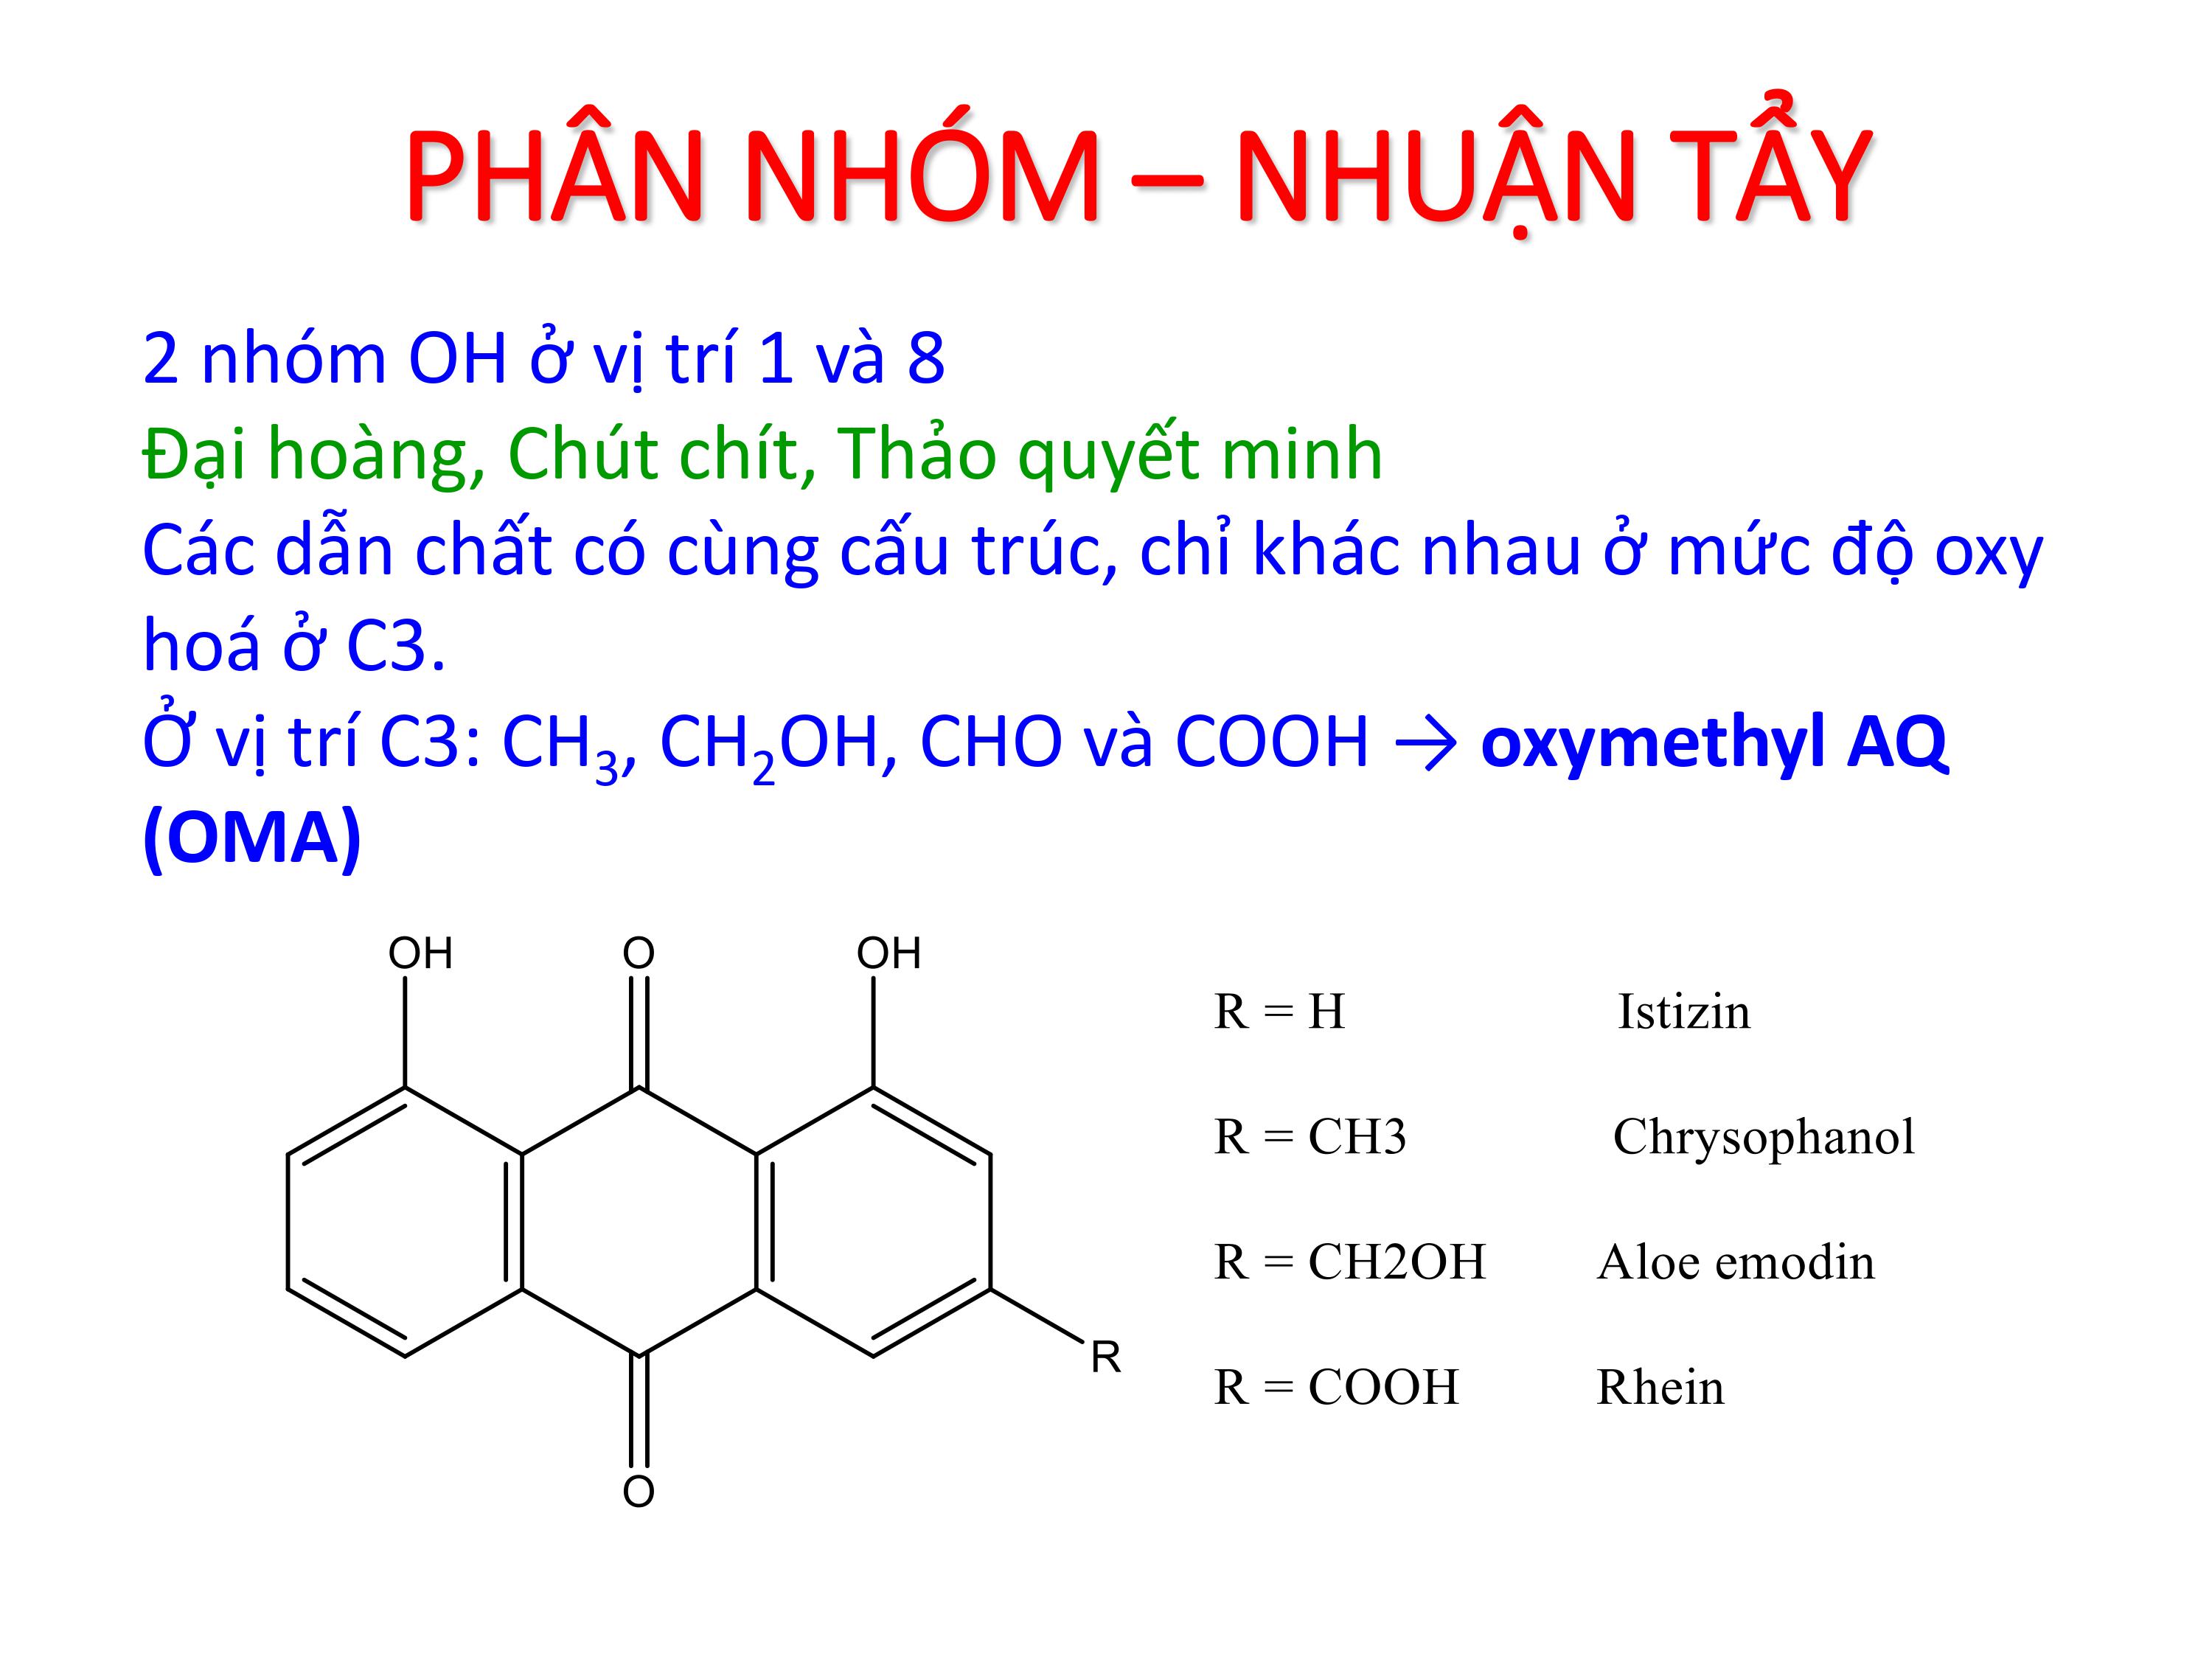 PHÂN NHÓM – NHUẬN TẨY
2 nhóm OH ở vị trí 1 và 8
Đại hoàng, Chút chít, Thảo quyết minh
Các dẫn chất có cùng cấu trúc, chỉ khác nhau ở mức độ oxy
hoá ở C3.
Ở vị trí C3: CH₃, CH₂OH, CHO và COOH → oxymethyl AQ
(OMA)
OH O OH
R = H Istizin
R = CH3 Chrysophanol
R = CH2OH Aloe emodin
R
R = COOH Rhein
O